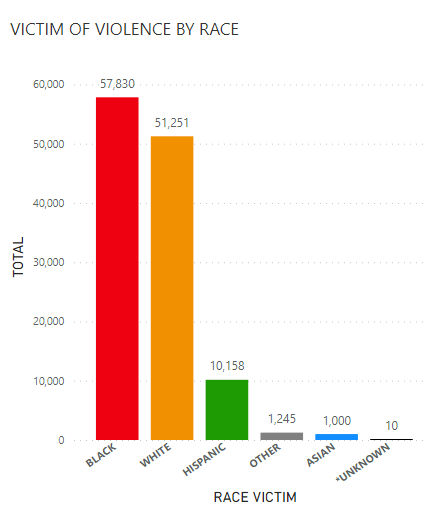 VICTIM OF VIOLENCE BY RACE
60,000
50,000
40,000
30,000
20,000
10,000
0
TOTAL
57,830
51,251
10,158
1,245
1,000
10
BLACK
WHITE
HISPANIC
OTHER
ASIAN
*UNKNOWN
RACE VICTIM